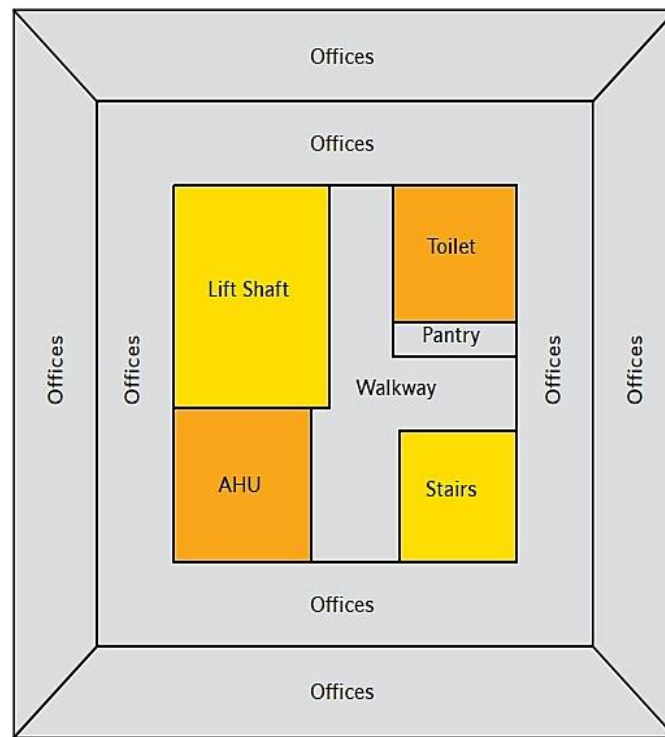 Offices
Offices
Toilet
Lift Shaft
Pantry
Offices
Offices
Walkway
Offices
Offices
AHU
Stairs
Offices
Offices